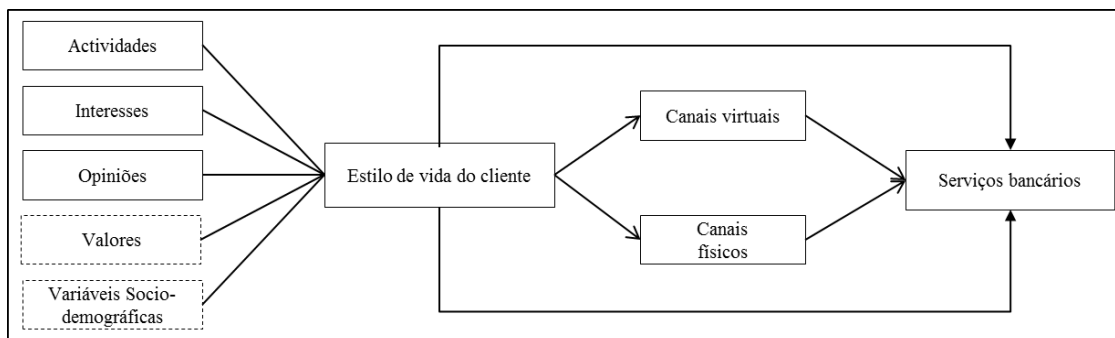 Actividades
Interesses
Opiniões
Valores
Variáveis Socio-
demográficas
Estilo de vida do cliente
Canais virtuais
Canais
físicos
Serviços bancários